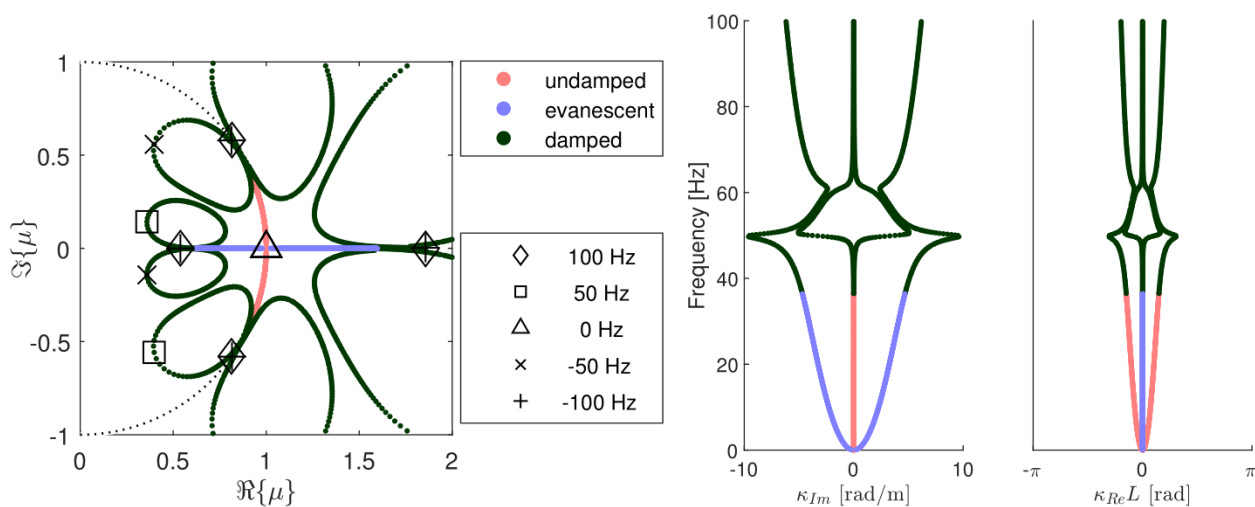 1
0.5
0
-0.5
-1
ℑ{μ}
0
0.5
1
1.5
2
ℜ{μ}
undamped
evanescent
damped
100 Hz
50 Hz
0 Hz
-50 Hz
-100 Hz
Frequency [Hz]
100
80
60
40
20
0
-10
0
10
κ_Im [rad/m]
-π
0
π
κ_Re L [rad]